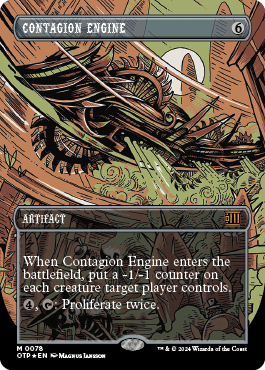 CONTAGION ENGINE 6
ARTIFACT
When Contagion Engine enters the
battlefield, put a -1/-1 counter on
each creature target player controls.
4, T: Proliferate twice.
M 0078
OTP ★ EN MAGNUS JANSSON
™ & © 2024 Wizards of the Coast